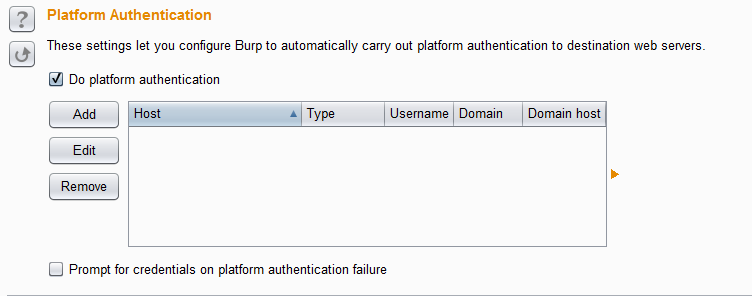 ?
Platform Authentication
These settings let you configure Burp to automatically carry out platform authentication to destination web servers.
Do platform authentication
Add
Host Type Username Domain Domain host
Edit
Remove
Prompt for credentials on platform authentication failure